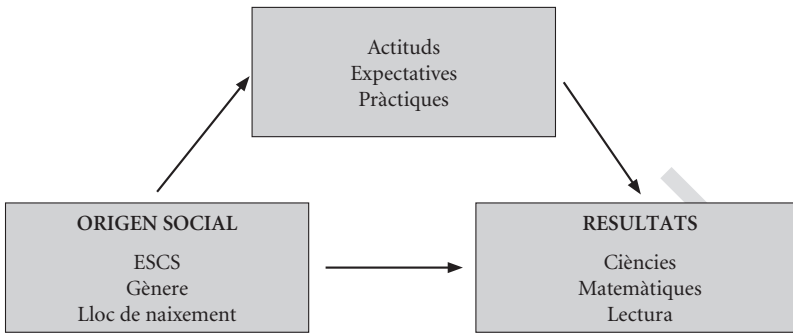 Actituds
Expectatives
Pràctiques
ORIGEN SOCIAL
ESCS
Gènere
Lloc de naixement
RESULTATS
Ciències
Matemàtiques
Lectura